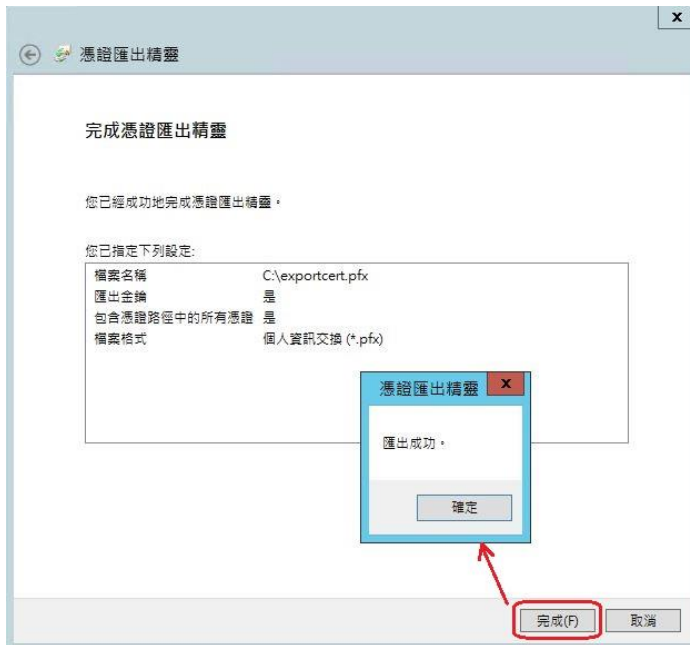 x
憑證匯出精靈
完成憑證匯出精靈
您已經成功地完成憑證匯出精靈。
您已指定下列設定:
檔案名稱 C:\exportcert.pfx
匯出金鑰 是
包含憑證路徑中的所有憑證 是
檔案格式 個人資訊交換 (*.pfx)
憑證匯出精靈 x
匯出成功。
確定
完成(F) 取消